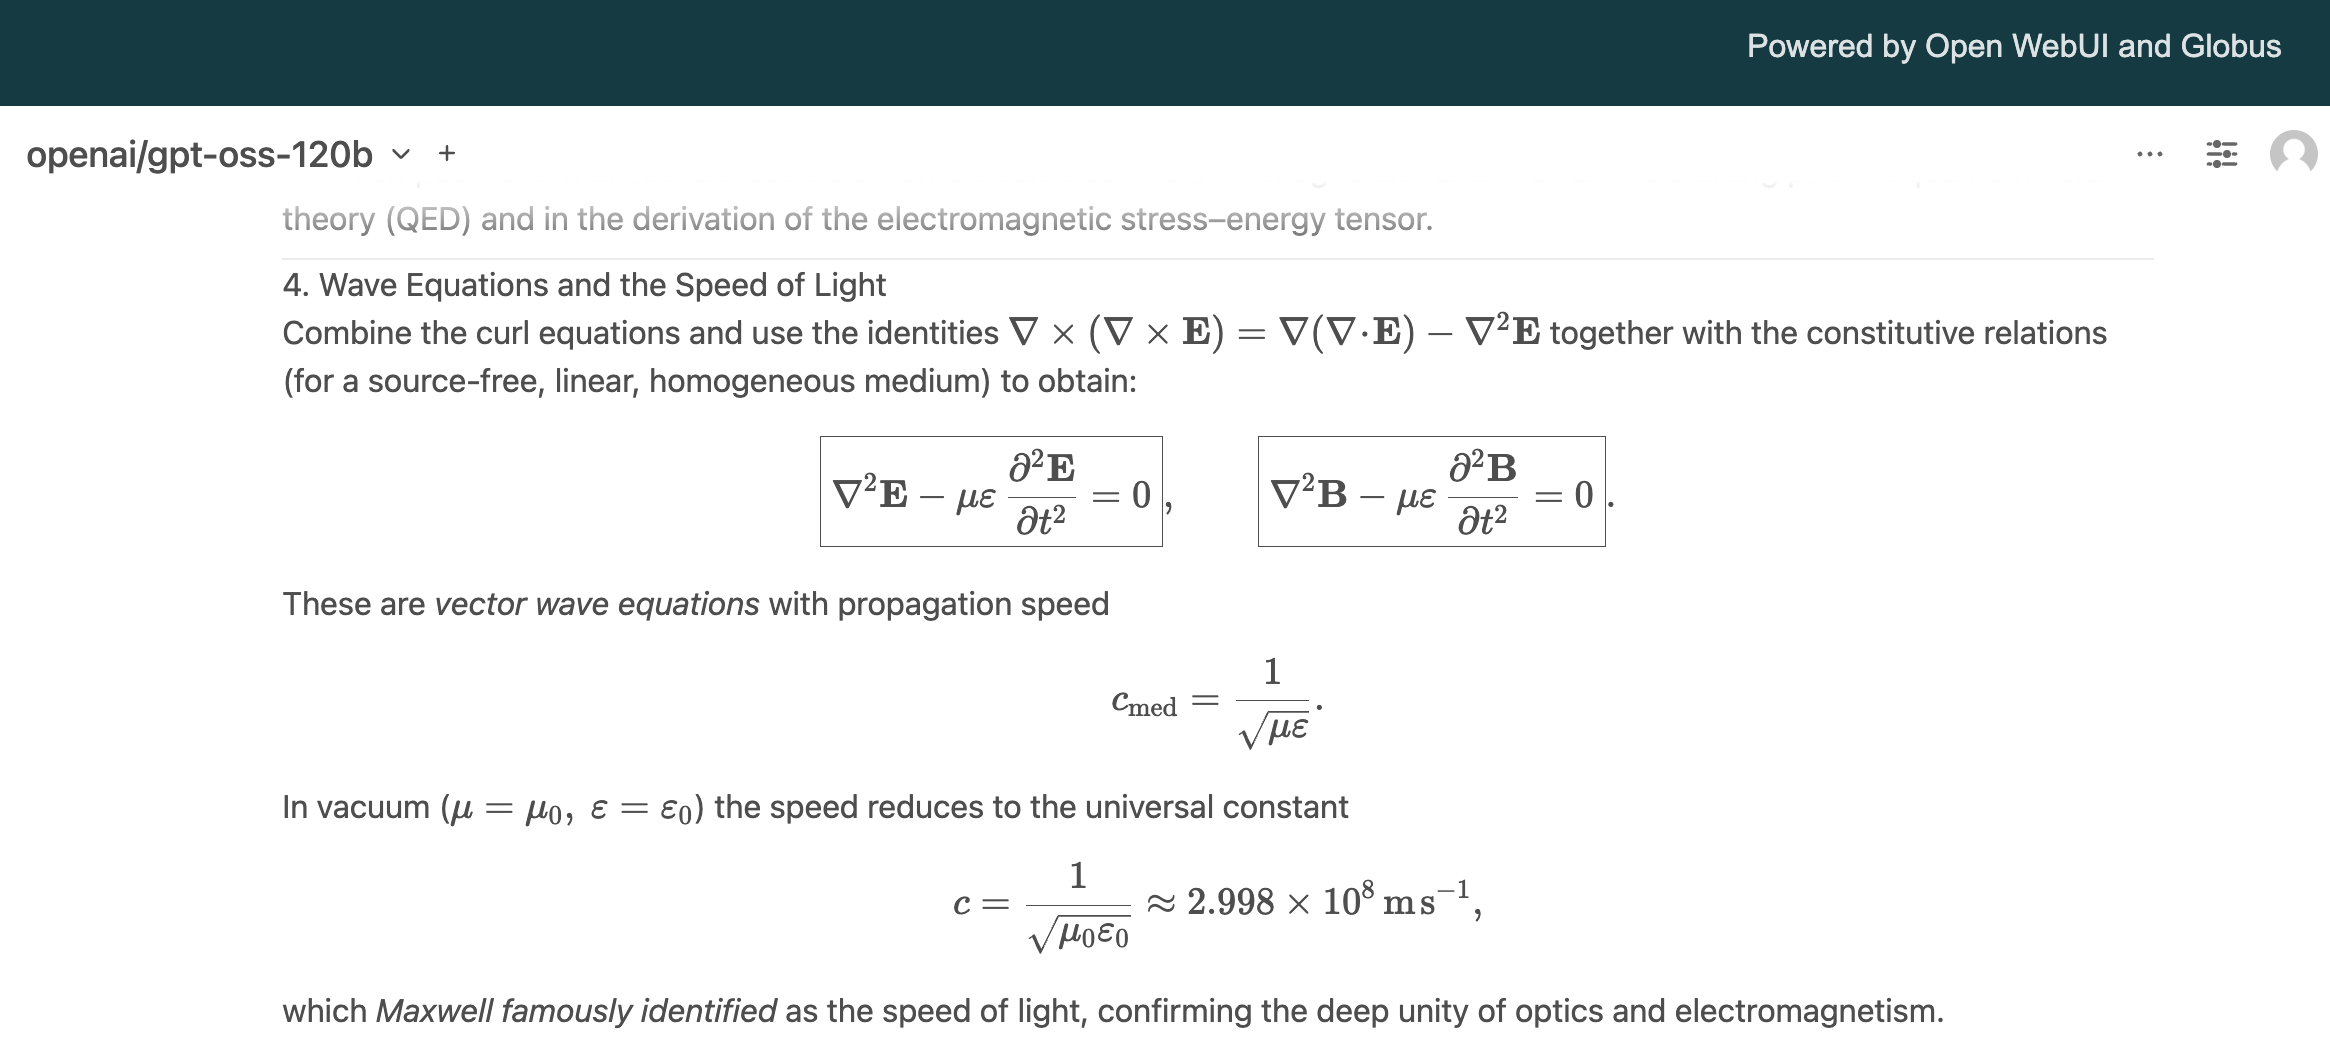 Powered by Open WebUI and Globus
openai/gpt-oss-120b
theory (QED) and in the derivation of the electromagnetic stress–energy tensor.
4. Wave Equations and the Speed of Light
Combine the curl equations and use the identities ∇ × (∇ × E) = ∇(∇·E) − ∇²E together with the constitutive relations
(for a source-free, linear, homogeneous medium) to obtain:
∇²E − με ∂²E/∂t² = 0, ∇²B − με ∂²B/∂t² = 0.
These are vector wave equations with propagation speed
c_med = 1/√(με).
In vacuum (μ = μ₀, ε = ε₀) the speed reduces to the universal constant
c = 1/√(μ₀ε₀) ≈ 2.998 × 10⁸ m s⁻¹,
which Maxwell famously identified as the speed of light, confirming the deep unity of optics and electromagnetism.